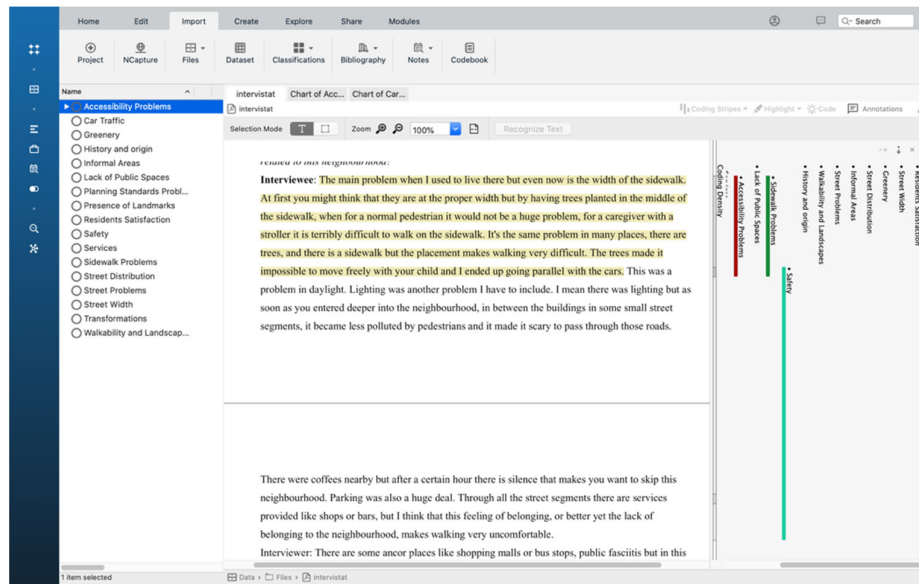 Home Edit Import Create Explore Share Modules Search
Project NCapture Files Dataset Classifications Bibliography Notes Codebook
Name
Accessibility Problems
Car Traffic
Greenery
History and origin
Informal Areas
Lack of Public Spaces
Planning Standards Probl...
Presence of Landmarks
Residents Satisfaction
Safety
Services
Sidewalk Problems
Street Distribution
Street Problems
Street Width
Transformations
Walkability and Landscap...
1 item selected
intervistat Chart of Acc... Chart of Car...
intervistat Coding Stripes Highlight Code Annotations
Selection Mode T Zoom 100% Recognize Text
related to this neighbourhood?
Interviewee: The main problem when I used to live there but even now is the width of the sidewalk.
At first you might think that they are at the proper width but by having trees planted in the middle of
the sidewalk, when for a normal pedestrian it would not be a huge problem, for a caregiver with a
stroller it is terribly difficult to walk on the sidewalk. It's the same problem in many places, there are
trees, and there is a sidewalk but the placement makes walking very difficult. The trees made it
impossible to move freely with your child and I ended up going parallel with the cars. This was a
problem in daylight. Lighting was another problem I have to include. I mean there was lighting but as
soon as you entered deeper into the neighbourhood, in between the buildings in some small street
segments, it became less polluted by pedestrians and it made it scary to pass through those roads.
There were coffees nearby but after a certain hour there is silence that makes you want to skip this
neighbourhood. Parking was also a huge deal. Through all the street segments there are services
provided like shops or bars, but I think that this feeling of belonging, or better yet the lack of
belonging to the neighborhood, makes walking very uncomfortable.
Interviewer: There are some ancor places like shopping malls or bus stops, public fasciitis but in this
Coding Density
Accessibility Problems
Lack of Public Spaces
Sidewalk Problems
Safety
History and origin
Walkability and Landscapes
Street Problems
Informal Areas
Street Distribution
Greenery
Street Width
Residents Satisfaction
Data › Files › intervistat